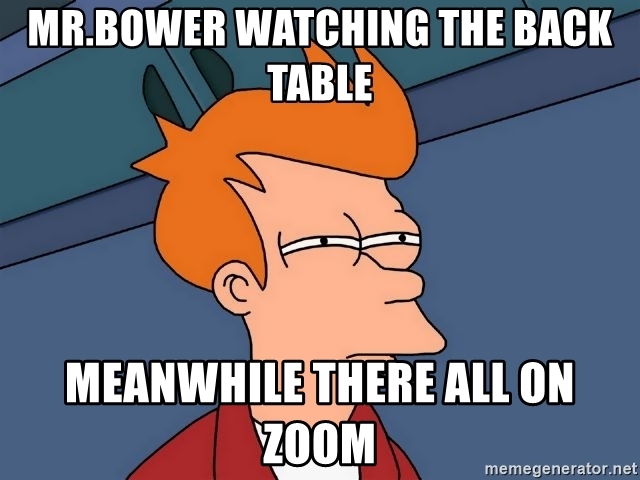 MR.BOWER WATCHING THE BACK
TABLE
MEANWHILE THERE ALL ON
ZOOM
memegenerator.net